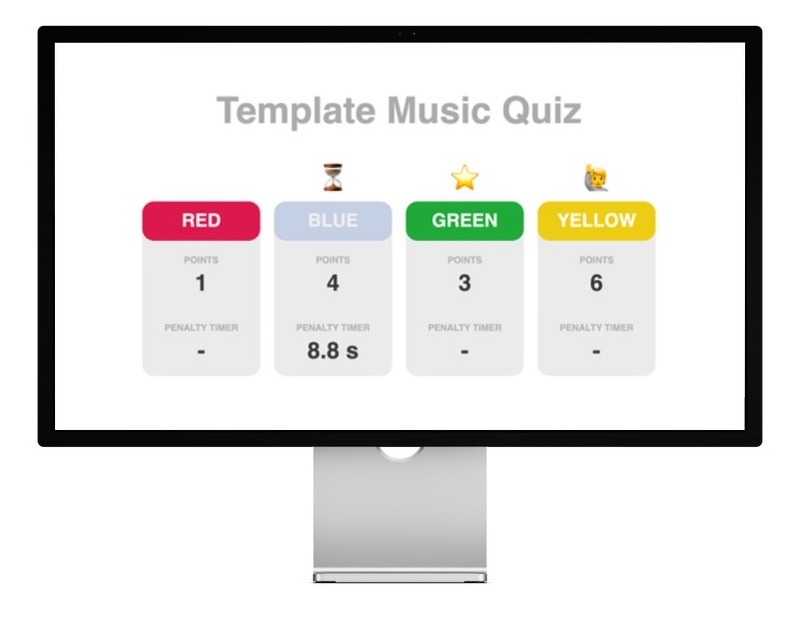 Template Music Quiz
RED
BLUE
GREEN
YELLOW
POINTS
POINTS
POINTS
POINTS
1
4
3
6
PENALTY TIMER
PENALTY TIMER
PENALTY TIMER
PENALTY TIMER
-
8.8 s
-
-